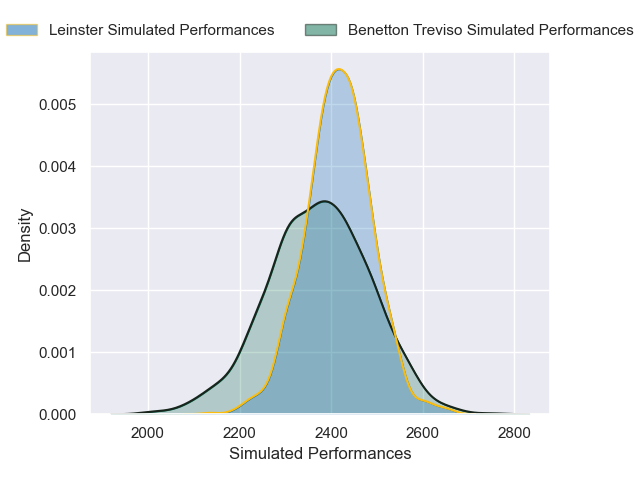 Leinster Simulated Performances Benetton Treviso Simulated Performances
0.005
0.004
0.003
0.002
0.001
0.000
Density
2000 2200 2400 2600 2800
Simulated Performances